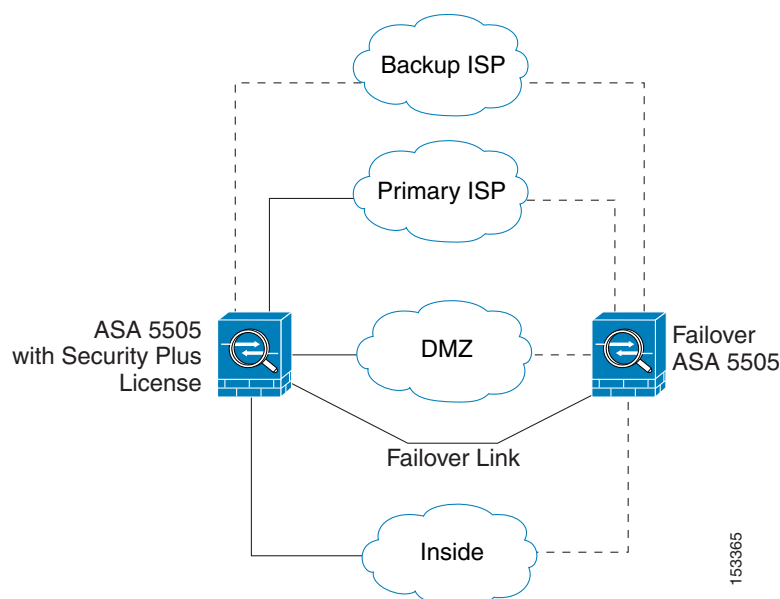 Backup ISP
Primary ISP
ASA 5505
with Security Plus
License
DMZ
Failover
ASA 5505
Failover Link
Inside
153365